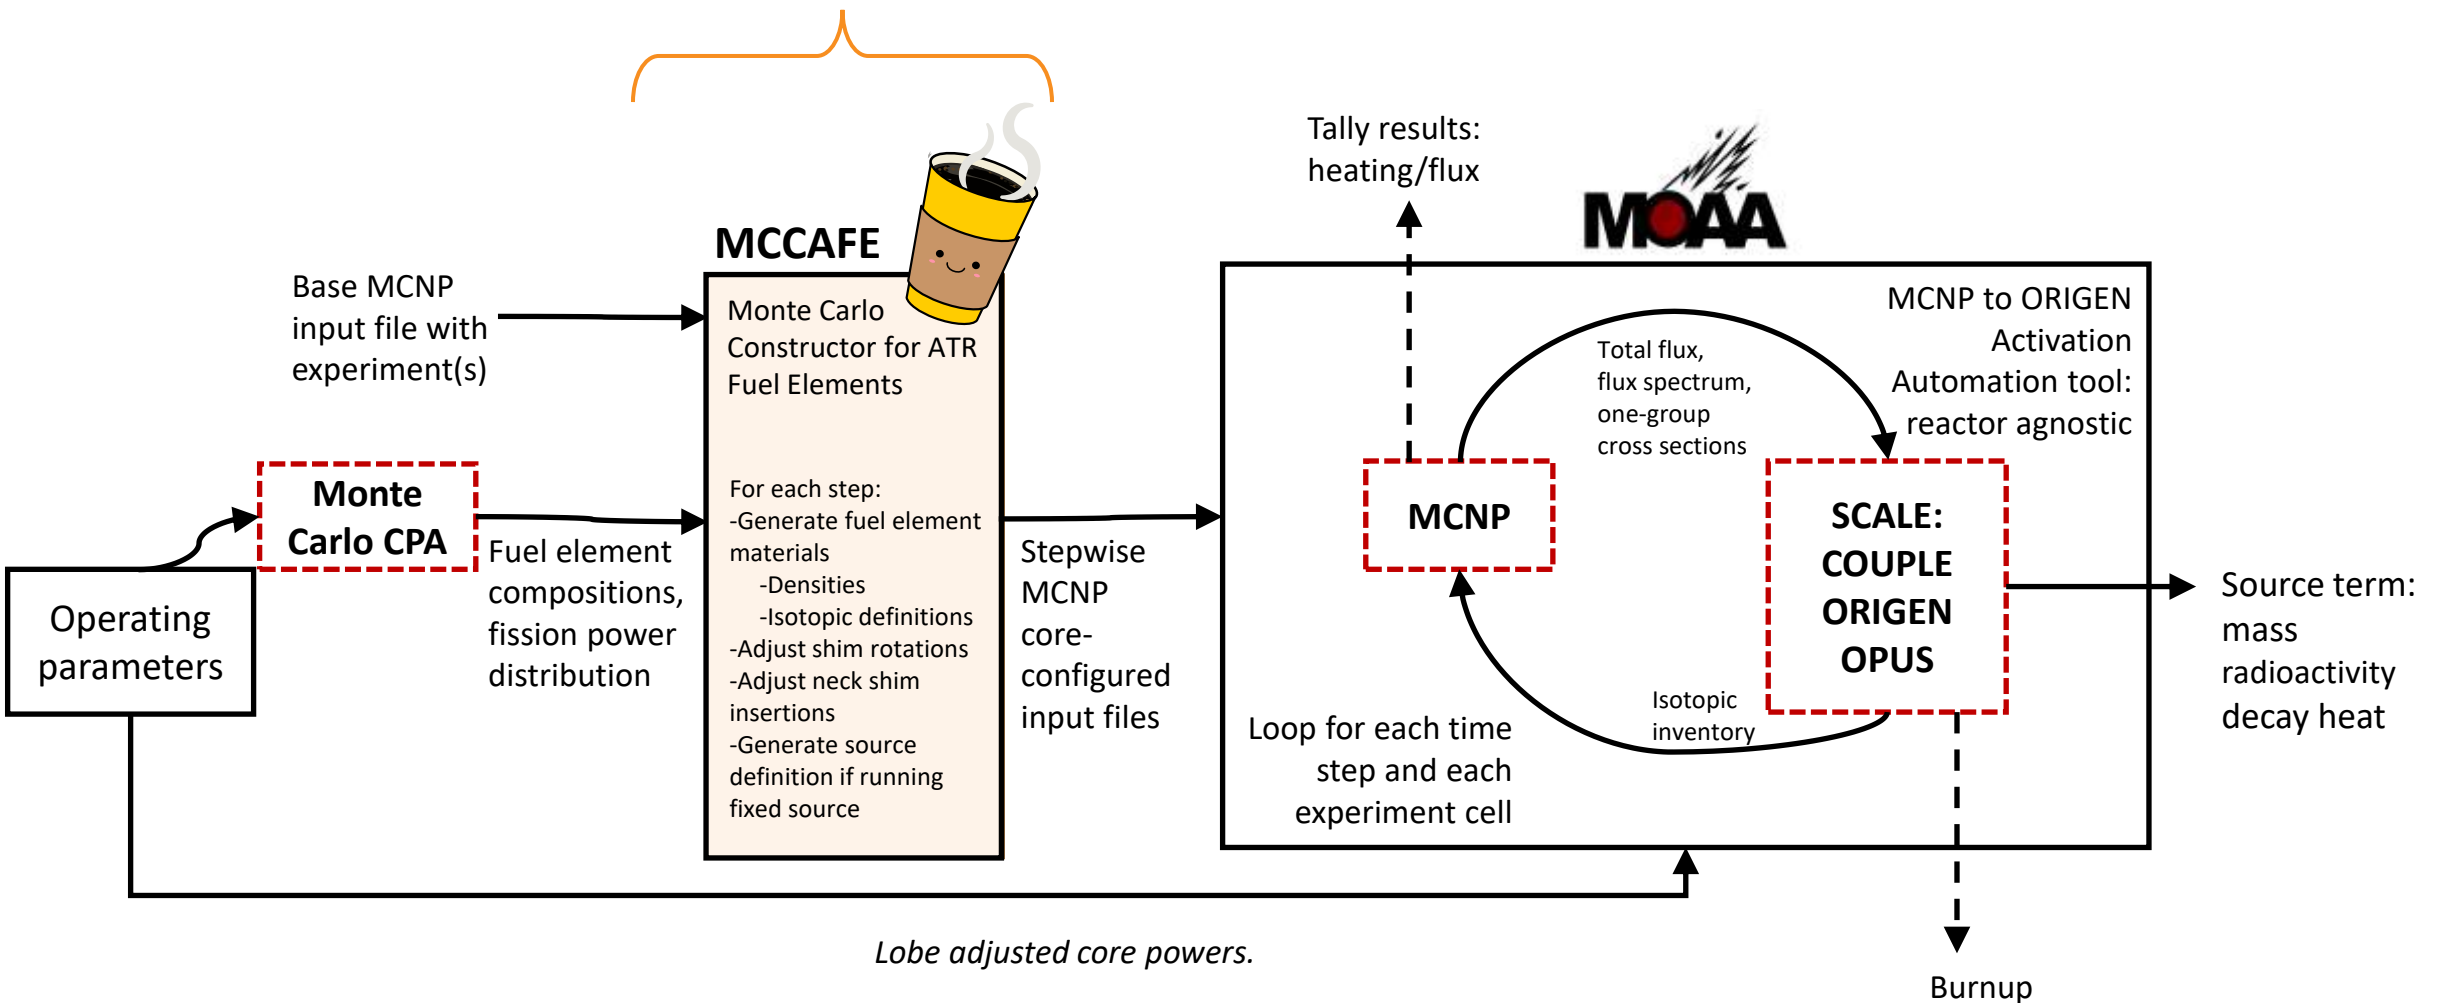 Base MCNP
input file with
experiment(s)
Operating
parameters
Monte
Carlo CPA
Fuel element
compositions,
fission power
distribution
MCCAFE
Monte Carlo
Constructor for ATR
Fuel Elements
For each step:
-Generate fuel element
materials
-Densities
-Isotopic definitions
-Adjust shim rotations
-Adjust neck shim
insertions
-Generate source
definition if running
fixed source
Stepwise
MCNP
core-
configured
input files
Tally results:
heating/flux
MOAA
MCNP to ORIGEN
Activation
Automation tool:
reactor agnostic
Total flux,
flux spectrum,
one-group
cross sections
MCNP
SCALE:
COUPLE
ORIGEN
OPUS
Isotopic
inventory
Loop for each time
step and each
experiment cell
Source term:
mass
radioactivity
decay heat
Lobe adjusted core powers.
Burnup